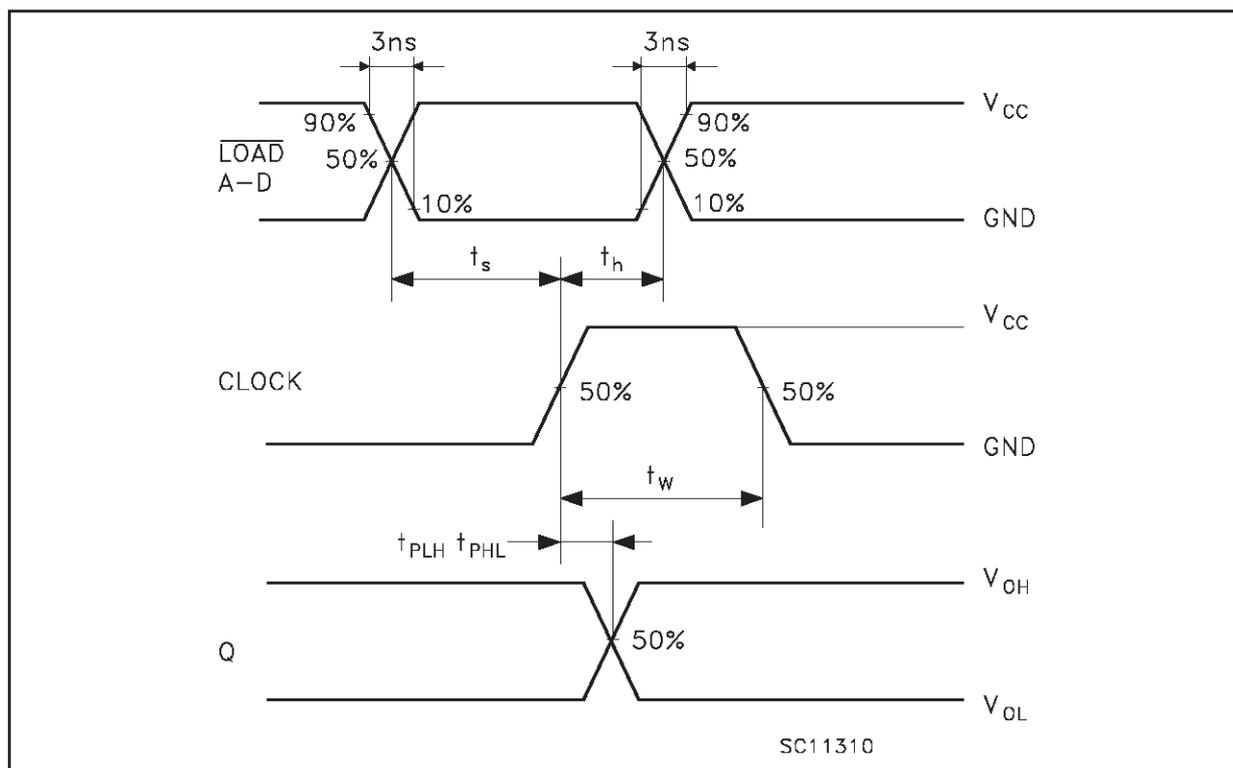 3ns 3ns
V_CC
90% 90%
L̅O̅A̅D̅ 50% 50%
A-D
10% 10%
GND
t_s t_h
V_CC
CLOCK 50% 50%
GND
t_W
t_PLH t_PHL
V_OH
Q 50%
V_OL
SC11310